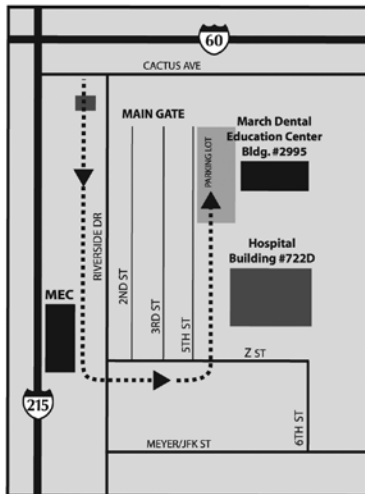 60
CACTUS AVE
MAIN GATE
March Dental
Education Center
Bldg. #2995
PARKING LOT
RIVERSIDE DR
2ND ST
3RD ST
5TH ST
Hospital
Building #722D
MEC
Z ST
215
6TH ST
MEYER/JFK ST